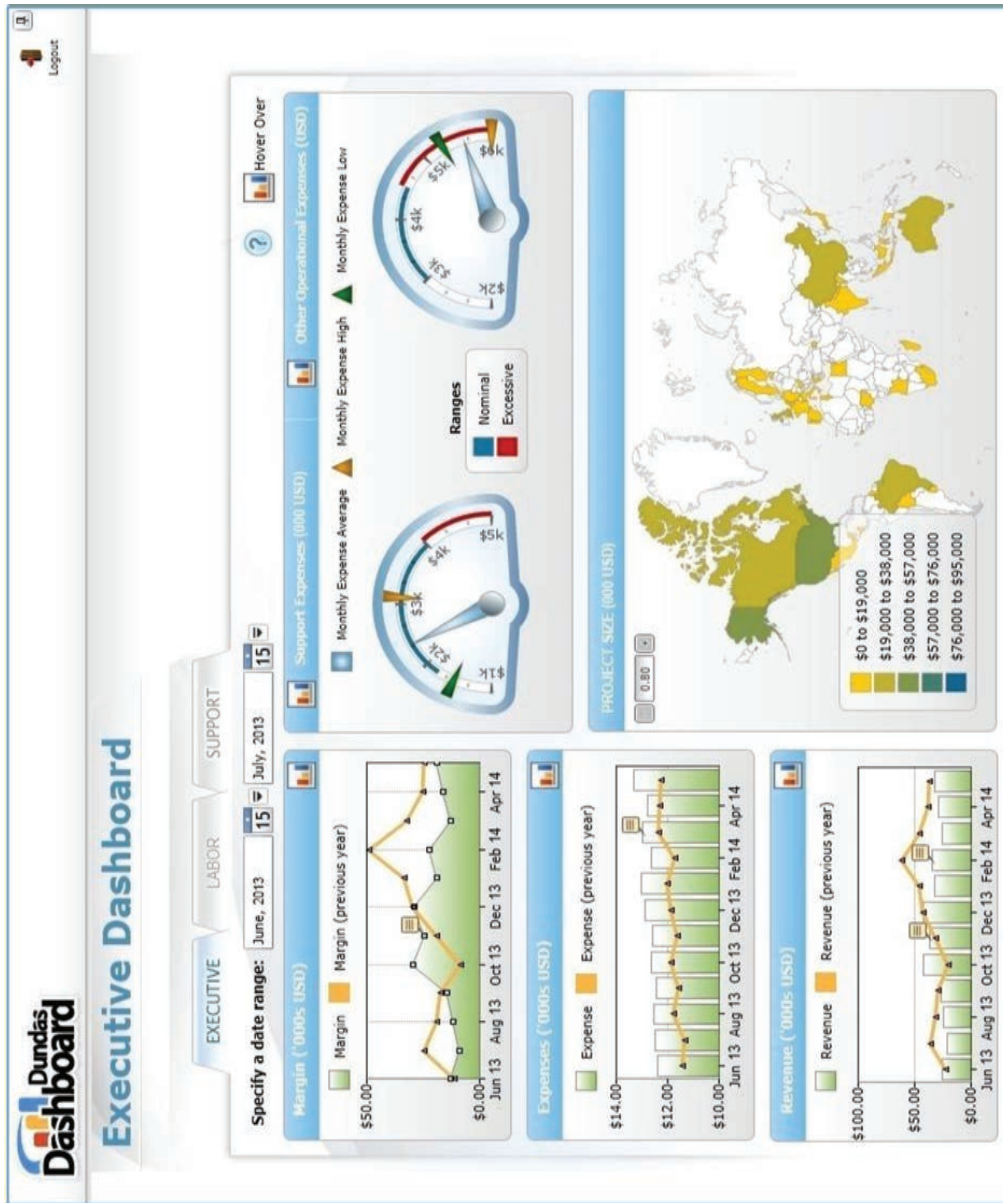 Dundas
Dashboard
Logout
Executive Dashboard
EXECUTIVE
LABOR
SUPPORT
Specify a date range: June, 2013 15 July, 2013 15
? Hover Over
Margin ('000s USD)
Margin Margin (previous year)
$50.00
$0.00
Jun 13 Aug 13 Oct 13 Dec 13 Feb 14 Apr 14
Expenses ('000s USD)
Expense Expense (previous year)
$14.00
$12.00
$10.00
Jun 13 Aug 13 Oct 13 Dec 13 Feb 14 Apr 14
Revenue ('000s USD)
Revenue Revenue (previous year)
$100.00
$50.00
$0.00
Jun 13 Aug 13 Oct 13 Dec 13 Feb 14 Apr 14
Support Expenses (000 USD)
Other Operational Expenses (USD)
Monthly Expense Average Monthly Expense High Monthly Expense Low
$1k $2k $3k $4k $5k
Ranges
Nominal
Excessive
$2k $3k $4k $5k $6k
PROJECT SIZE (000 USD)
0.80
$0 to $19,000
$19,000 to $38,000
$38,000 to $57,000
$57,000 to $76,000
$76,000 to $95,000